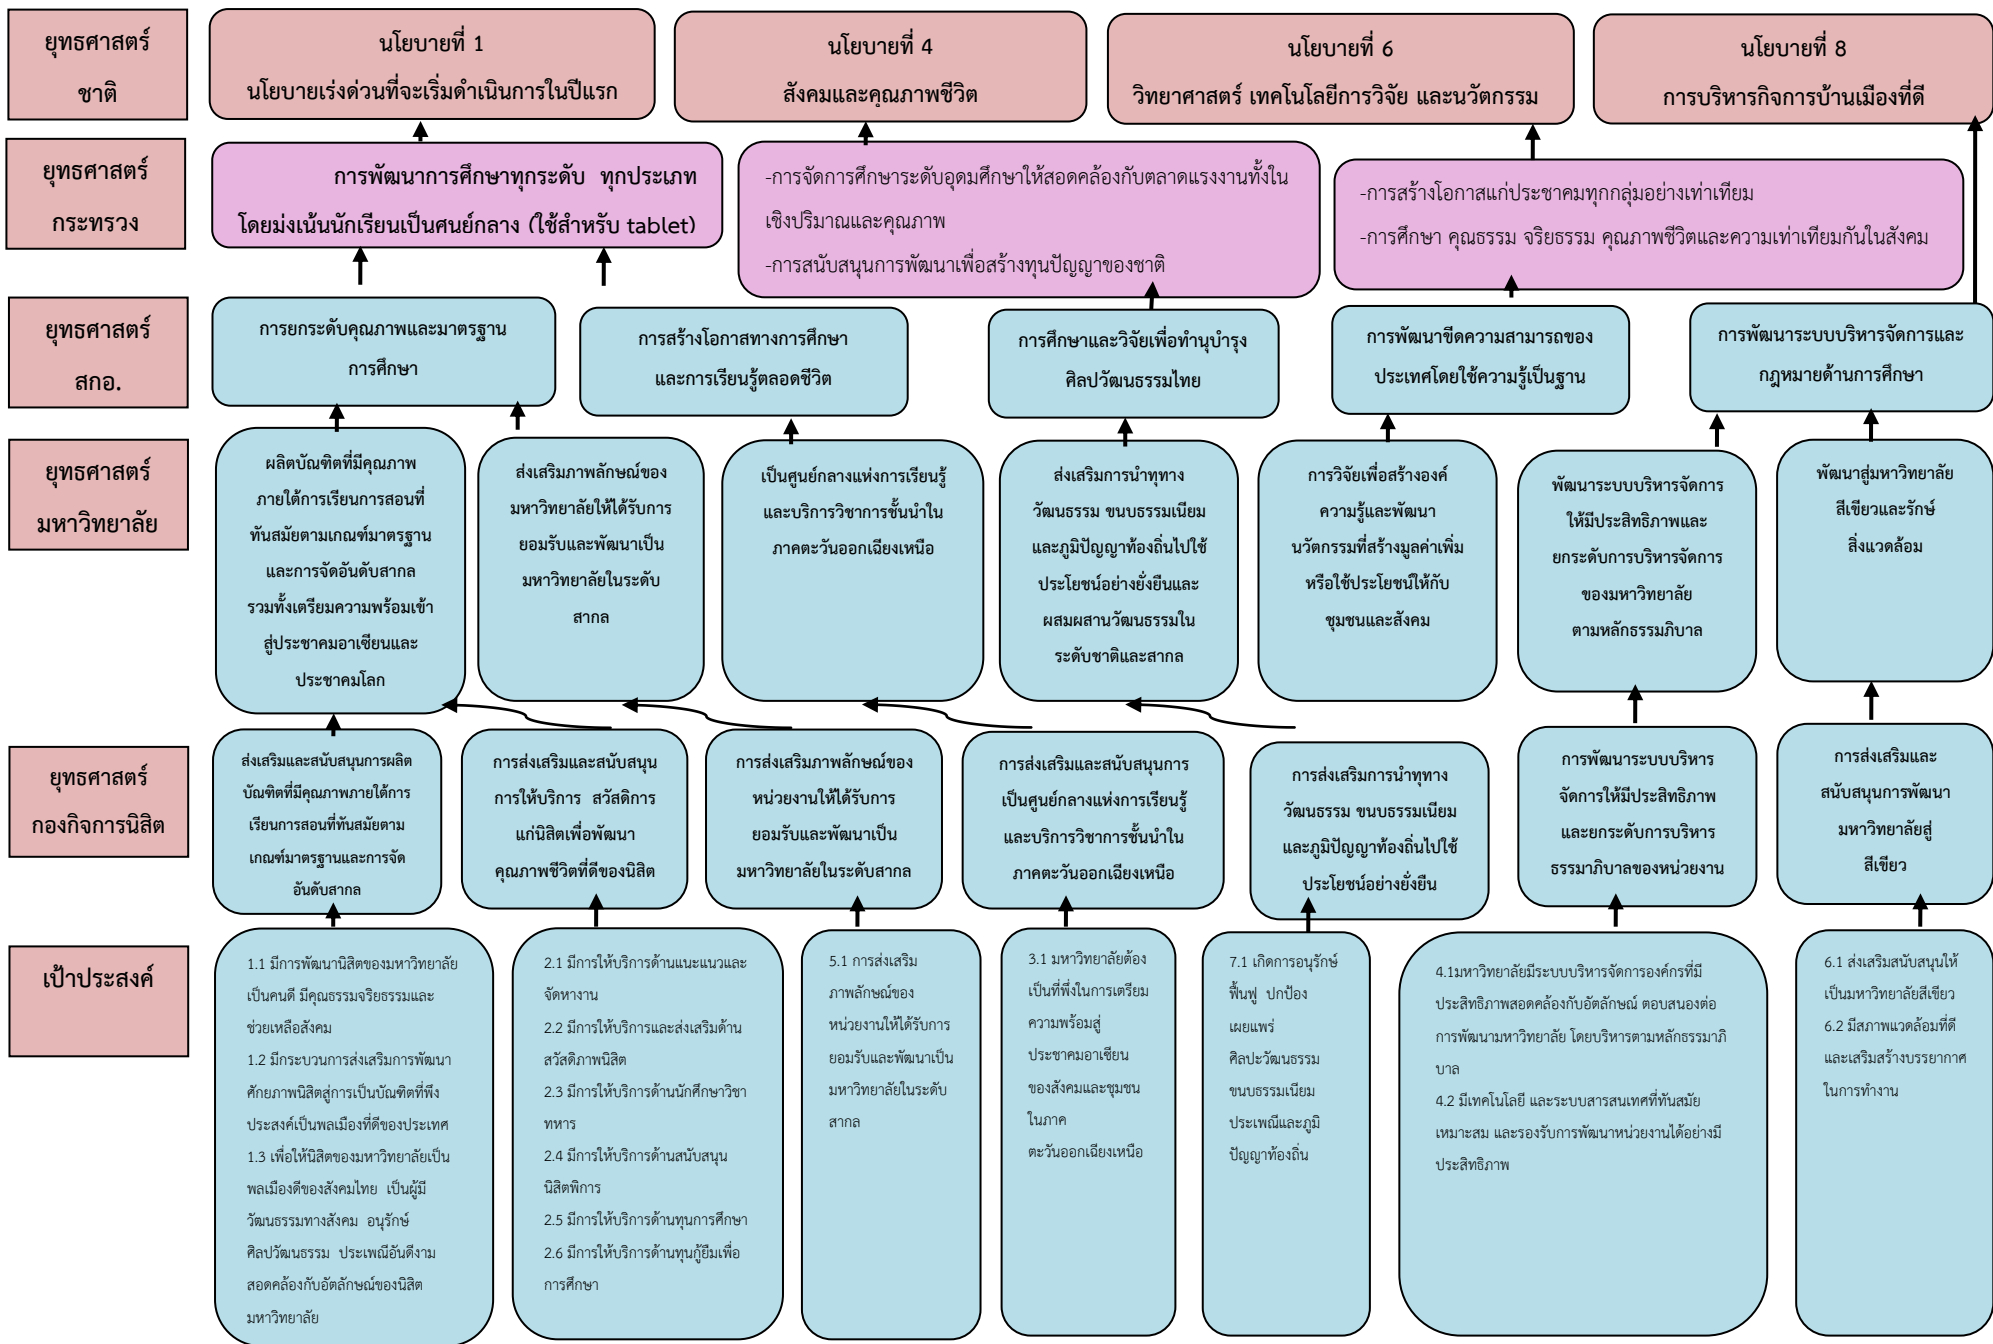 ยุทธศาสตร์
ชาติ
นโยบายที่ 1
นโยบายเร่งด่วนที่จะเริ่มดำเนินการในปีแรก
นโยบายที่ 4
สังคมและคุณภาพชีวิต
นโยบายที่ 6
วิทยาศาสตร์ เทคโนโลยีการวิจัย และนวัตกรรม
นโยบายที่ 8
การบริหารกิจการบ้านเมืองที่ดี
ยุทธศาสตร์
กระทรวง
การพัฒนาการศึกษาทุกระดับ ทุกประเภท
โดยม่งเน้นนักเรียนเป็นศนย์กลาง (ใช้สำหรับ tablet)
-การจัดการศึกษาระดับอุดมศึกษาให้สอดคล้องกับตลาดแรงงานทั้งใน
เชิงปริมาณและคุณภาพ
-การสนับสนุนการพัฒนาเพื่อสร้างทุนปัญญาของชาติ
-การสร้างโอกาสแก่ประชาคมทุกกลุ่มอย่างเท่าเทียม
-การศึกษา คุณธรรม จริยธรรม คุณภาพชีวิตและความเท่าเทียมกันในสังคม
ยุทธศาสตร์
สกอ.
การยกระดับคุณภาพและมาตรฐาน
การศึกษา
การสร้างโอกาสทางการศึกษา
และการเรียนรู้ตลอดชีวิต
การศึกษาและวิจัยเพื่อทำนุบำรุง
ศิลปวัฒนธรรมไทย
การพัฒนาขีดความสามารถของ
ประเทศโดยใช้ความรู้เป็นฐาน
การพัฒนาระบบบริหารจัดการและ
กฎหมายด้านการศึกษา
ยุทธศาสตร์
มหาวิทยาลัย
ผลิตบัณฑิตที่มีคุณภาพ
ภายใต้การเรียนการสอนที่
ทันสมัยตามเกณฑ์มาตรฐาน
และการจัดอันดับสากล
รวมทั้งเตรียมความพร้อมเข้า
สู่ประชาคมอาเซียนและ
ประชาคมโลก
ส่งเสริมภาพลักษณ์ของ
มหาวิทยาลัยให้ได้รับการ
ยอมรับและพัฒนาเป็น
มหาวิทยาลัยในระดับ
สากล
เป็นศูนย์กลางแห่งการเรียนรู้
และบริการวิชาการชั้นนำใน
ภาคตะวันออกเฉียงเหนือ
ส่งเสริมการนำทุทาง
วัฒนธรรม ขนบธรรมเนียม
และภูมิปัญญาท้องถิ่นไปใช้
ประโยชน์อย่างยั่งยืนและ
ผสมผสานวัฒนธรรมใน
ระดับชาติและสากล
การวิจัยเพื่อสร้างองค์
ความรู้และพัฒนา
นวัตกรรมที่สร้างมูลค่าเพิ่ม
หรือใช้ประโยชน์ให้กับ
ชุมชนและสังคม
พัฒนาระบบบริหารจัดการ
ให้มีประสิทธิภาพและ
ยกระดับการบริหารจัดการ
ของมหาวิทยาลัย
ตามหลักธรรมภิบาล
พัฒนาสู่มหาวิทยาลัย
สีเขียวและรักษ์
สิ่งแวดล้อม
ยุทธศาสตร์
กองกิจการนิสิต
ส่งเสริมและสนับสนุนการผลิต
บัณฑิตที่มีคุณภาพภายใต้การ
เรียนการสอนที่ทันสมัยตาม
เกณฑ์มาตรฐานและการจัด
อันดับสากล
การส่งเสริมและสนับสนุน
การให้บริการ สวัสดิการ
แก่นิสิตเพื่อพัฒนา
คุณภาพชีวิตที่ดีของนิสิต
การส่งเสริมภาพลักษณ์ของ
หน่วยงานให้ได้รับการ
ยอมรับและพัฒนาเป็น
มหาวิทยาลัยในระดับสากล
การส่งเสริมและสนับสนุนการ
เป็นศูนย์กลางแห่งการเรียนรู้
และบริการวิชาการชั้นนำใน
ภาคตะวันออกเฉียงเหนือ
การส่งเสริมการนำทุทาง
วัฒนธรรม ขนบธรรมเนียม
และภูมิปัญญาท้องถิ่นไปใช้
ประโยชน์อย่างยั่งยืน
การพัฒนาระบบบริหาร
จัดการให้มีประสิทธิภาพ
และยกระดับการบริหาร
ธรรมาภิบาลของหน่วยงาน
การส่งเสริมและ
สนับสนุนการพัฒนา
มหาวิทยาลัยสู่
สีเขียว
เป้าประสงค์
1.1 มีการพัฒนานิสิตของมหาวิทยาลัย
เป็นคนดี มีคุณธรรมจริยธรรมและ
ช่วยเหลือสังคม
1.2 มีกระบวนการส่งเสริมการพัฒนา
ศักยภาพนิสิตสู่การเป็นบัณฑิตที่พึง
ประสงค์เป็นพลเมืองที่ดีของประเทศ
1.3 เพื่อให้นิสิตของมหาวิทยาลัยเป็น
พลเมืองดีของสังคมไทย เป็นผู้มี
วัฒนธรรมทางสังคม อนุรักษ์
ศิลปวัฒนธรรม ประเพณีอันดีงาม
สอดคล้องกับอัตลักษณ์ของนิสิต
มหาวิทยาลัย
2.1 มีการให้บริการด้านแนะแนวและ
จัดหางาน
2.2 มีการให้บริการและส่งเสริมด้าน
สวัสดิภาพนิสิต
2.3 มีการให้บริการด้านนักศึกษาวิชา
ทหาร
2.4 มีการให้บริการด้านสนับสนุน
นิสิตพิการ
2.5 มีการให้บริการด้านทุนการศึกษา
2.6 มีการให้บริการด้านทุนกู้ยืมเพื่อ
การศึกษา
5.1 การส่งเสริม
ภาพลักษณ์ของ
หน่วยงานให้ได้รับการ
ยอมรับและพัฒนาเป็น
มหาวิทยาลัยในระดับ
สากล
3.1 มหาวิทยาลัยต้อง
เป็นที่พึ่งในการเตรียม
ความพร้อมสู่
ประชาคมอาเซียน
ของสังคมและชุมชน
ในภาค
ตะวันออกเฉียงเหนือ
7.1 เกิดการอนุรักษ์
ฟื้นฟู ปกป้อง
เผยแพร่
ศิลปะวัฒนธรรม
ขนบธรรมเนียม
ประเพณีและภูมิ
ปัญญาท้องถิ่น
4.1มหาวิทยาลัยมีระบบบริหารจัดการองค์กรที่มี
ประสิทธิภาพสอดคล้องกับอัตลักษณ์ ตอบสนองต่อ
การพัฒนามหาวิทยาลัย โดยบริหารตามหลักธรรมาภิ
บาล
4.2 มีเทคโนโลยี และระบบสารสนเทศที่ทันสมัย
เหมาะสม และรองรับการพัฒนาหน่วยงานได้อย่างมี
ประสิทธิภาพ
6.1 ส่งเสริมสนับสนุนให้
เป็นมหาวิทยาลัยสีเขียว
6.2 มีสภาพแวดล้อมที่ดี
และเสริมสร้างบรรยากาศ
ในการทำงาน